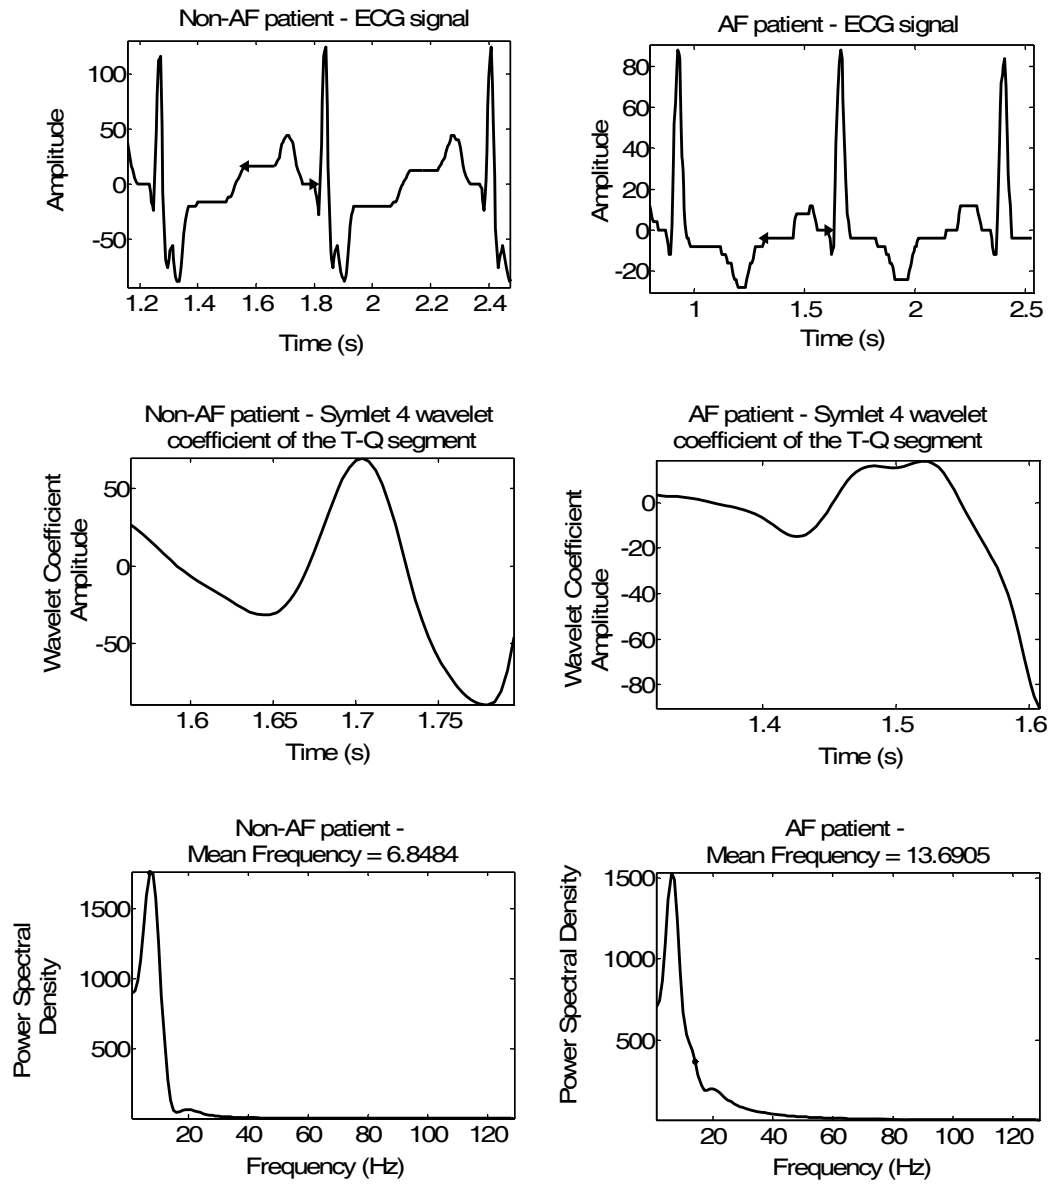 Non-AF patient - ECG signal
100
50
0
-50
Amplitude
1.2
1.4
1.6
1.8
2
2.2
2.4
Time (s)
AF patient - ECG signal
80
60
40
20
0
-20
Amplitude
1
1.5
2
2.5
Time (s)
Non-AF patient - Symlet 4 wavelet
coefficient of the T-Q segment
50
0
-50
Wavelet Coefficient
Amplitude
1.6
1.65
1.7
1.75
Time (s)
AF patient - Symlet 4 wavelet
coefficient of the T-Q segment
0
-20
-40
-60
-80
Wavelet Coefficient
Amplitude
1.4
1.5
1.6
Time (s)
Non-AF patient -
Mean Frequency = 6.8484
1500
1000
500
Power Spectral
Density
20
40
60
80
100
120
Frequency (Hz)
AF patient -
Mean Frequency = 13.6905
1500
1000
500
Power Spectral Density
20
40
60
80
100
120
Frequency (Hz)